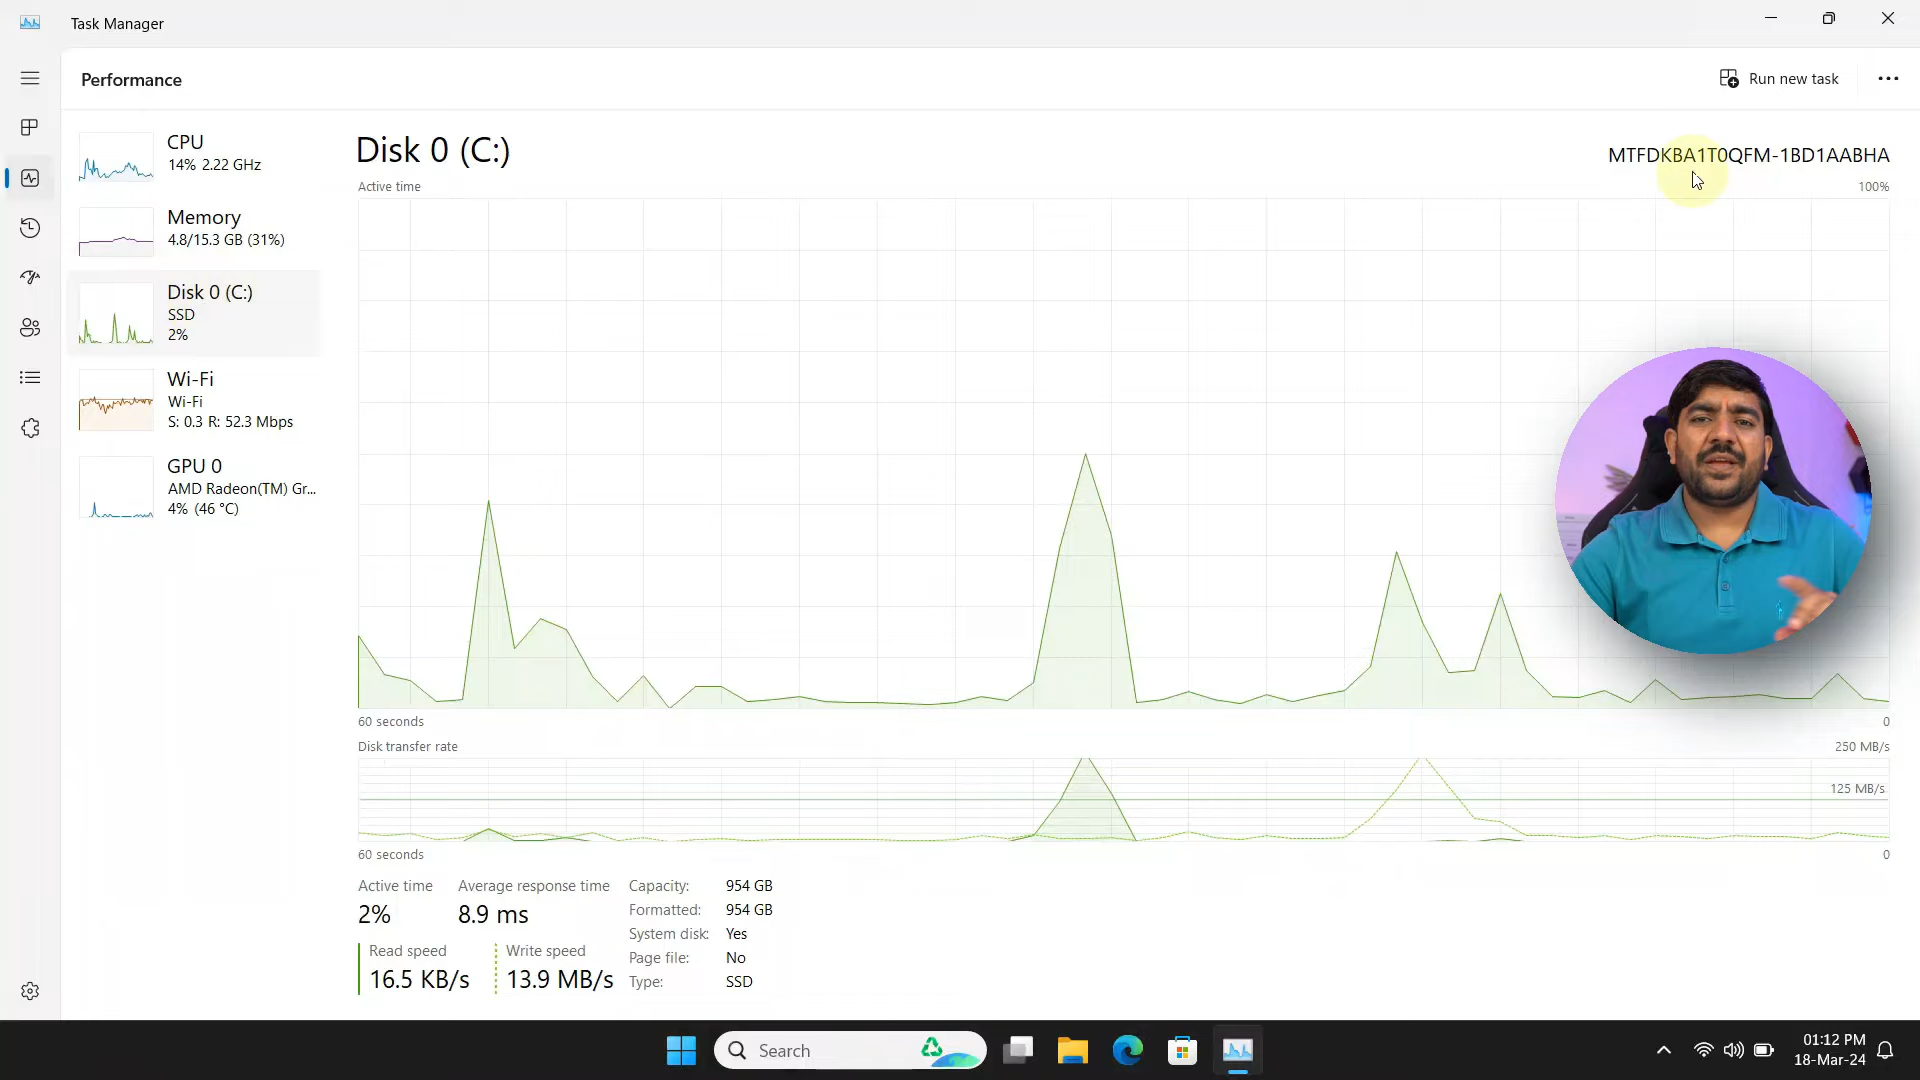 Task Manager
Performance
Run new task
CPU
14% 2.22 GHz
Memory
4.8/15.3 GB (31%)
Disk 0 (C:)
SSD
2%
Wi-Fi
Wi-Fi
S: 0.3 R: 52.3 Mbps
GPU 0
AMD Radeon(TM) Gr...
4% (46 °C)
Disk 0 (C:)
MTFDKBA1T0QFM-1BD1AABHA
Active time
100%
60 seconds
0
Disk transfer rate
250 MB/s
125 MB/s
60 seconds
0
Active time
2%
Average response time
8.9 ms
Read speed
16.5 KB/s
Write speed
13.9 MB/s
Capacity: 954 GB
Formatted: 954 GB
System disk: Yes
Page file: No
Type: SSD
Search
01:12 PM
18-Mar-24